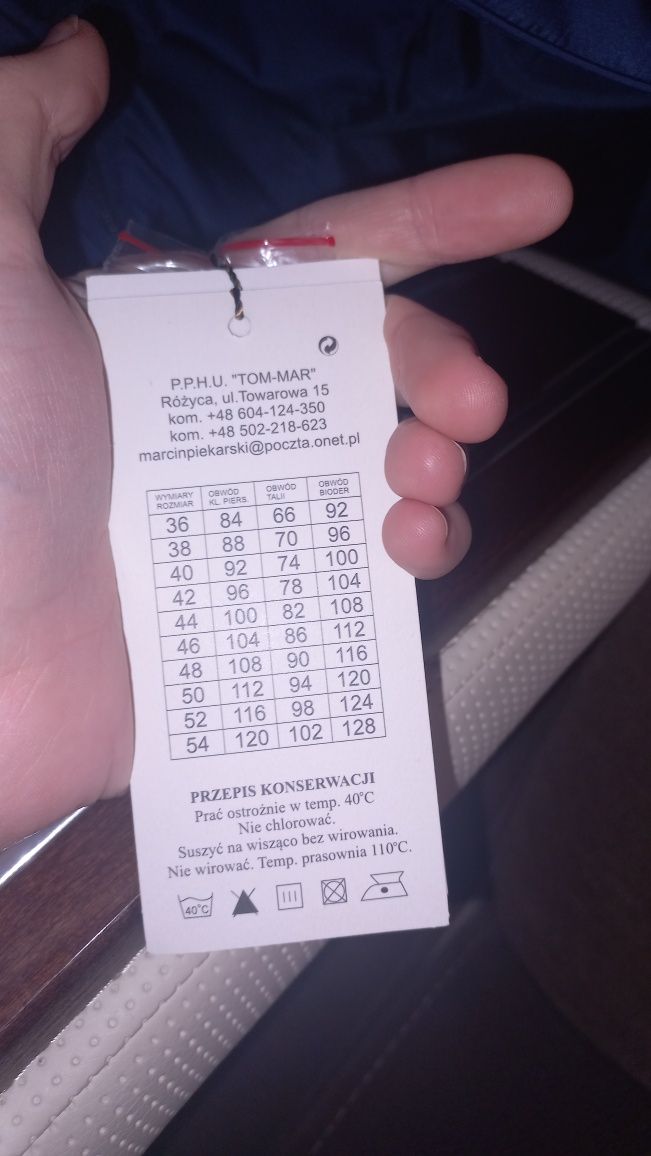 P.P.H.U. "TOM-MAR"
Różyca, ul.Towarowa 15
kom. +48 604-124-350
kom. +48 502-218-623
marcinpiekarski@poczta.onet.pl
WYMIARY ROZMIAR OBWÓD KL. PIERS. OBWÓD TALII OBWÓD BIODER
36 84 66 92
38 88 70 96
40 92 74 100
42 96 78 104
44 100 82 108
46 104 86 112
48 108 90 116
50 112 94 120
52 116 98 124
54 120 102 128
PRZEPIS KONSERWACJI
Prać ostrożnie w temp. 40°C
Nie chlorować.
Suszyć na wisząco bez wirowania.
Nie wirować. Temp. prasownia 110°C.
40°C